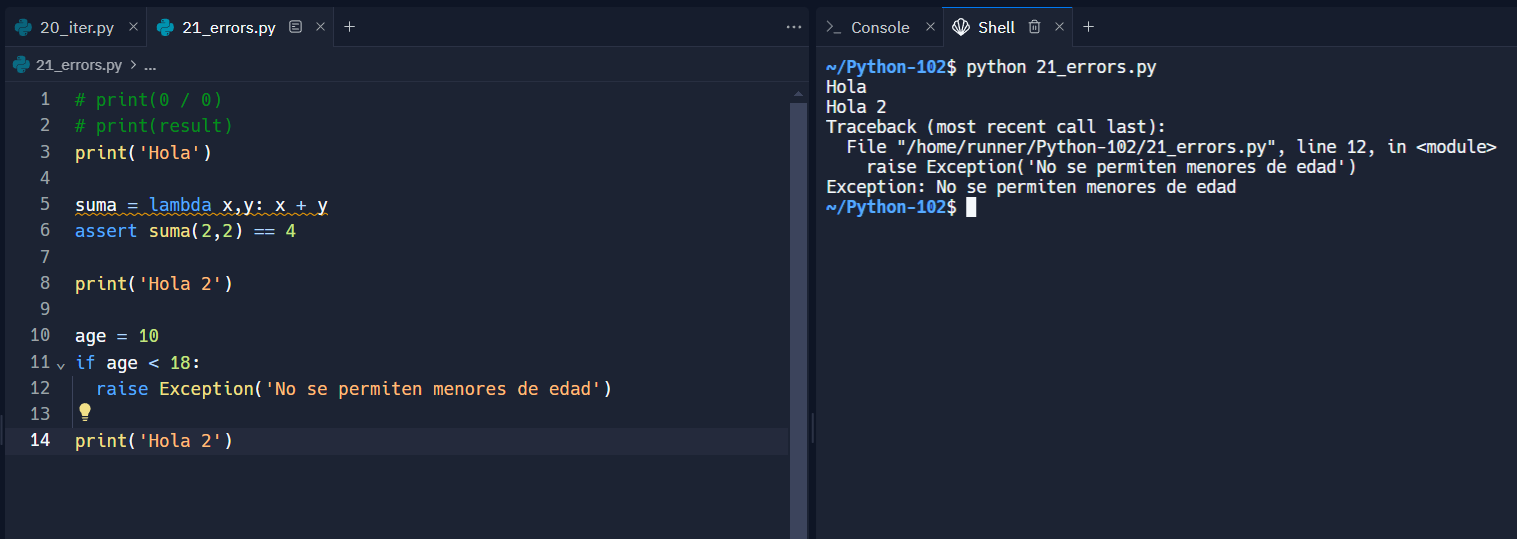 20_iter.py
21_errors.py
21_errors.py > ...
1 # print(0 / 0)
2 # print(result)
3 print('Hola')
4
5 suma = lambda x,y: x + y
6 assert suma(2,2) == 4
7
8 print('Hola 2')
9
10 age = 10
11 if age < 18:
12   raise Exception('No se permiten menores de edad')
13
14 print('Hola 2')
Console
Shell
~/Python-102$ python 21_errors.py
Hola
Hola 2
Traceback (most recent call last):
  File "/home/runner/Python-102/21_errors.py", line 12, in <module>
    raise Exception('No se permiten menores de edad')
Exception: No se permiten menores de edad
~/Python-102$